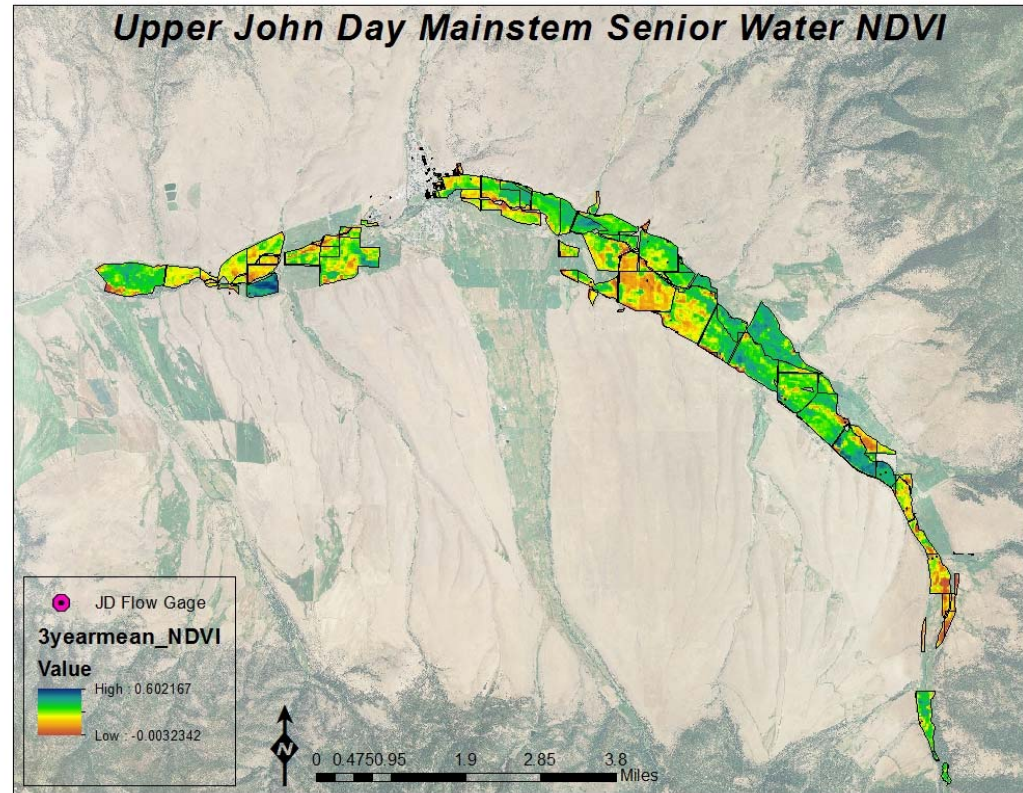 Upper John Day Mainstem Senior Water NDVI
JD Flow Gage
3yearmean_NDVI
Value
High : 0.602167
Low : -0.0032342
N
0 0.4750.95 1.9 2.85 3.8
Miles